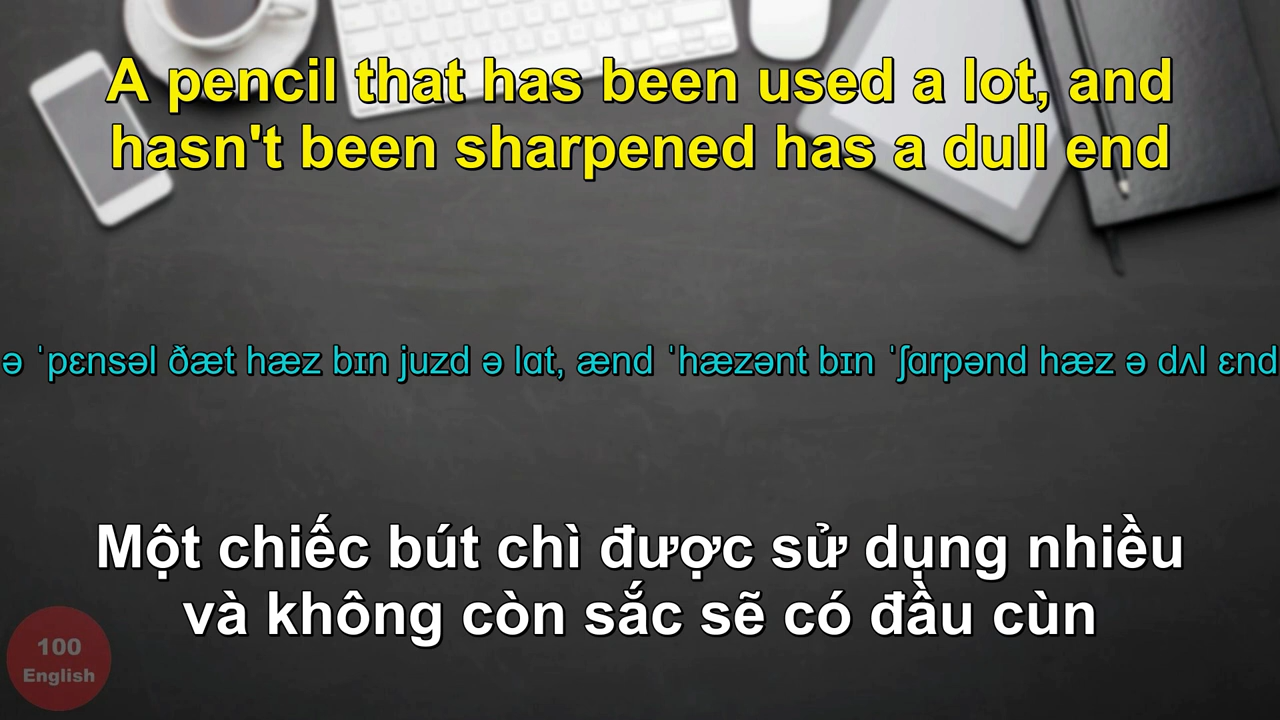 A pencil that has been used a lot, and
hasn't been sharpened has a dull end
ə ˈpɛnsəl ðæt hæz bɪn juzd ə lɑt, ænd ˈhæzənt bɪn ˈʃɑrpənd hæz ə dʌl ɛnd
Một chiếc bút chì được sử dụng nhiều
và không còn sắc sẽ có đầu cùn
100
English